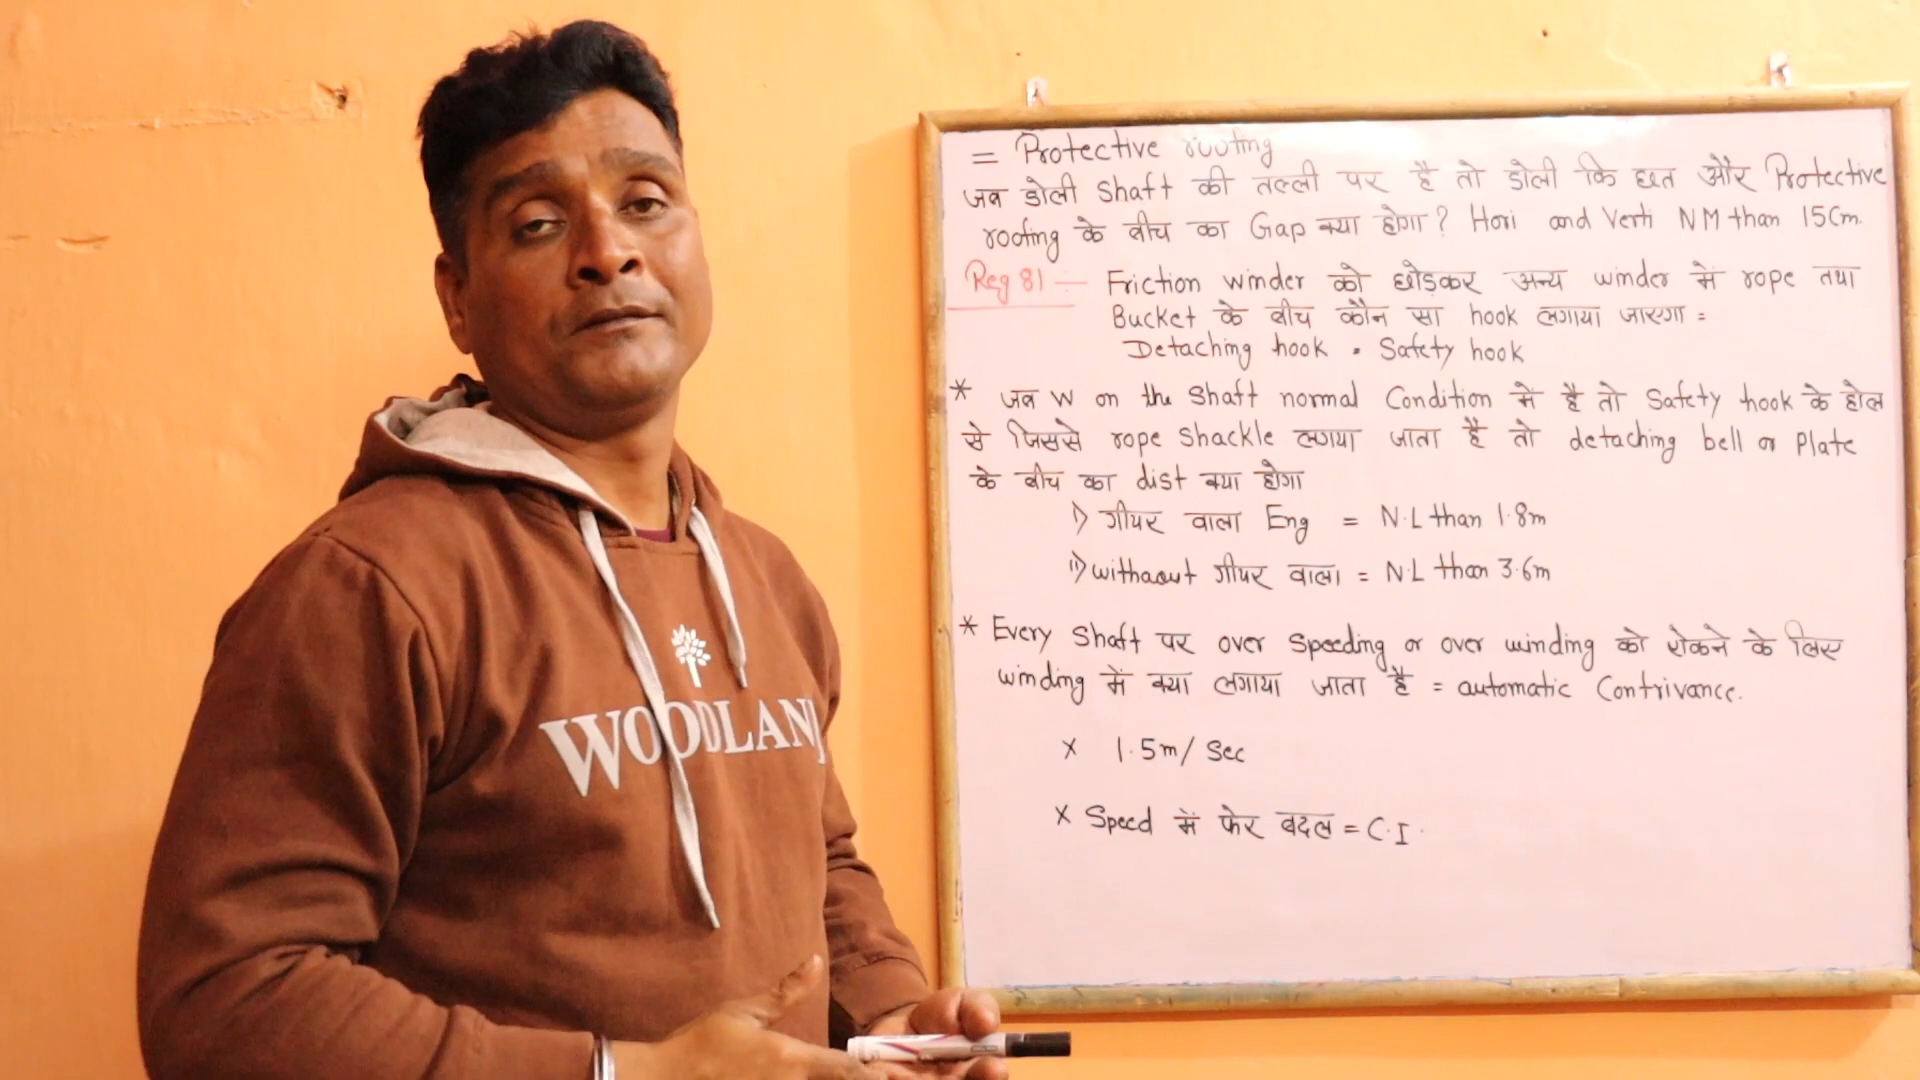 = Protective roofing
जब डोली Shaft की तल्ली पर है तो डोली कि छत और Protective
roofing के बीच का Gap क्या होगा ? Hori and Verti NM than 15Cm.
Reg 81 :- Friction winder को छोड़कर अन्य winder में rope तथा
Bucket के बीच कौन सा hook लगाया जाएगा =
Detaching hook • Safety hook
* जब W on the Shaft normal Condition में है तो Safety hook के होल
से जिससे rope Shackle लगाया जाता है तो detaching bell or Plate
के बीच का dist क्या होगा
i) गीयर वाला Eng = N.L than 1.8m
ii) withaout गीयर वाला = N.L than 3.6m
* Every Shaft पर over Speeding or over winding को रोकने के लिए
winding में क्या लगाया जाता है = automatic Contrivance.
x 1.5m/Sec
x Speed में फेर बदल = C.I.
WOODLAND